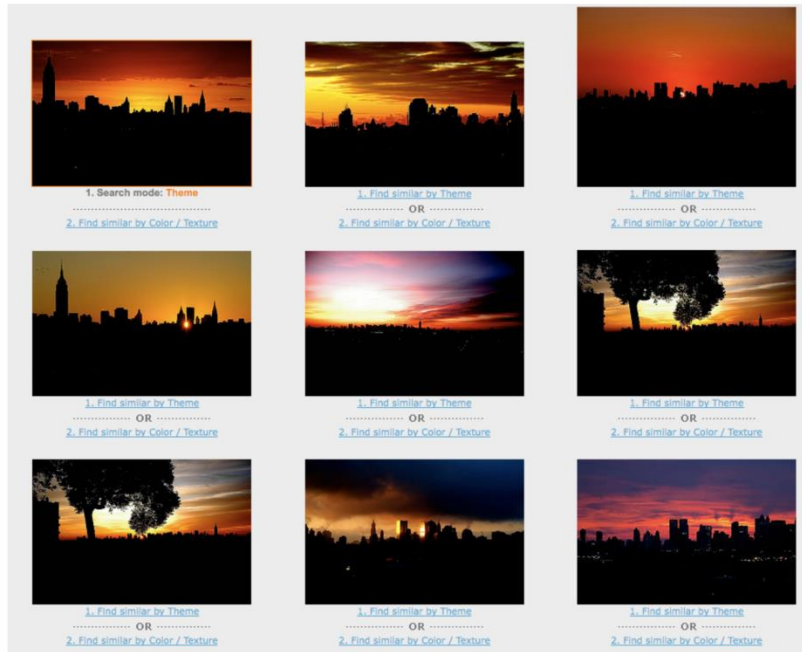 1. Search mode: Theme
2. Find similar by Color / Texture
1. Find similar by Theme
OR
2. Find similar by Color / Texture
1. Find similar by Theme
OR
2. Find similar by Color / Texture
1. Find similar by Theme
OR
2. Find similar by Color / Texture
1. Find similar by Theme
OR
2. Find similar by Color / Texture
1. Find similar by Theme
OR
2. Find similar by Color / Texture
1. Find similar by Theme
OR
2. Find similar by Color / Texture
1. Find similar by Theme
OR
2. Find similar by Color / Texture
1. Find similar by Theme
OR
2. Find similar by Color / Texture